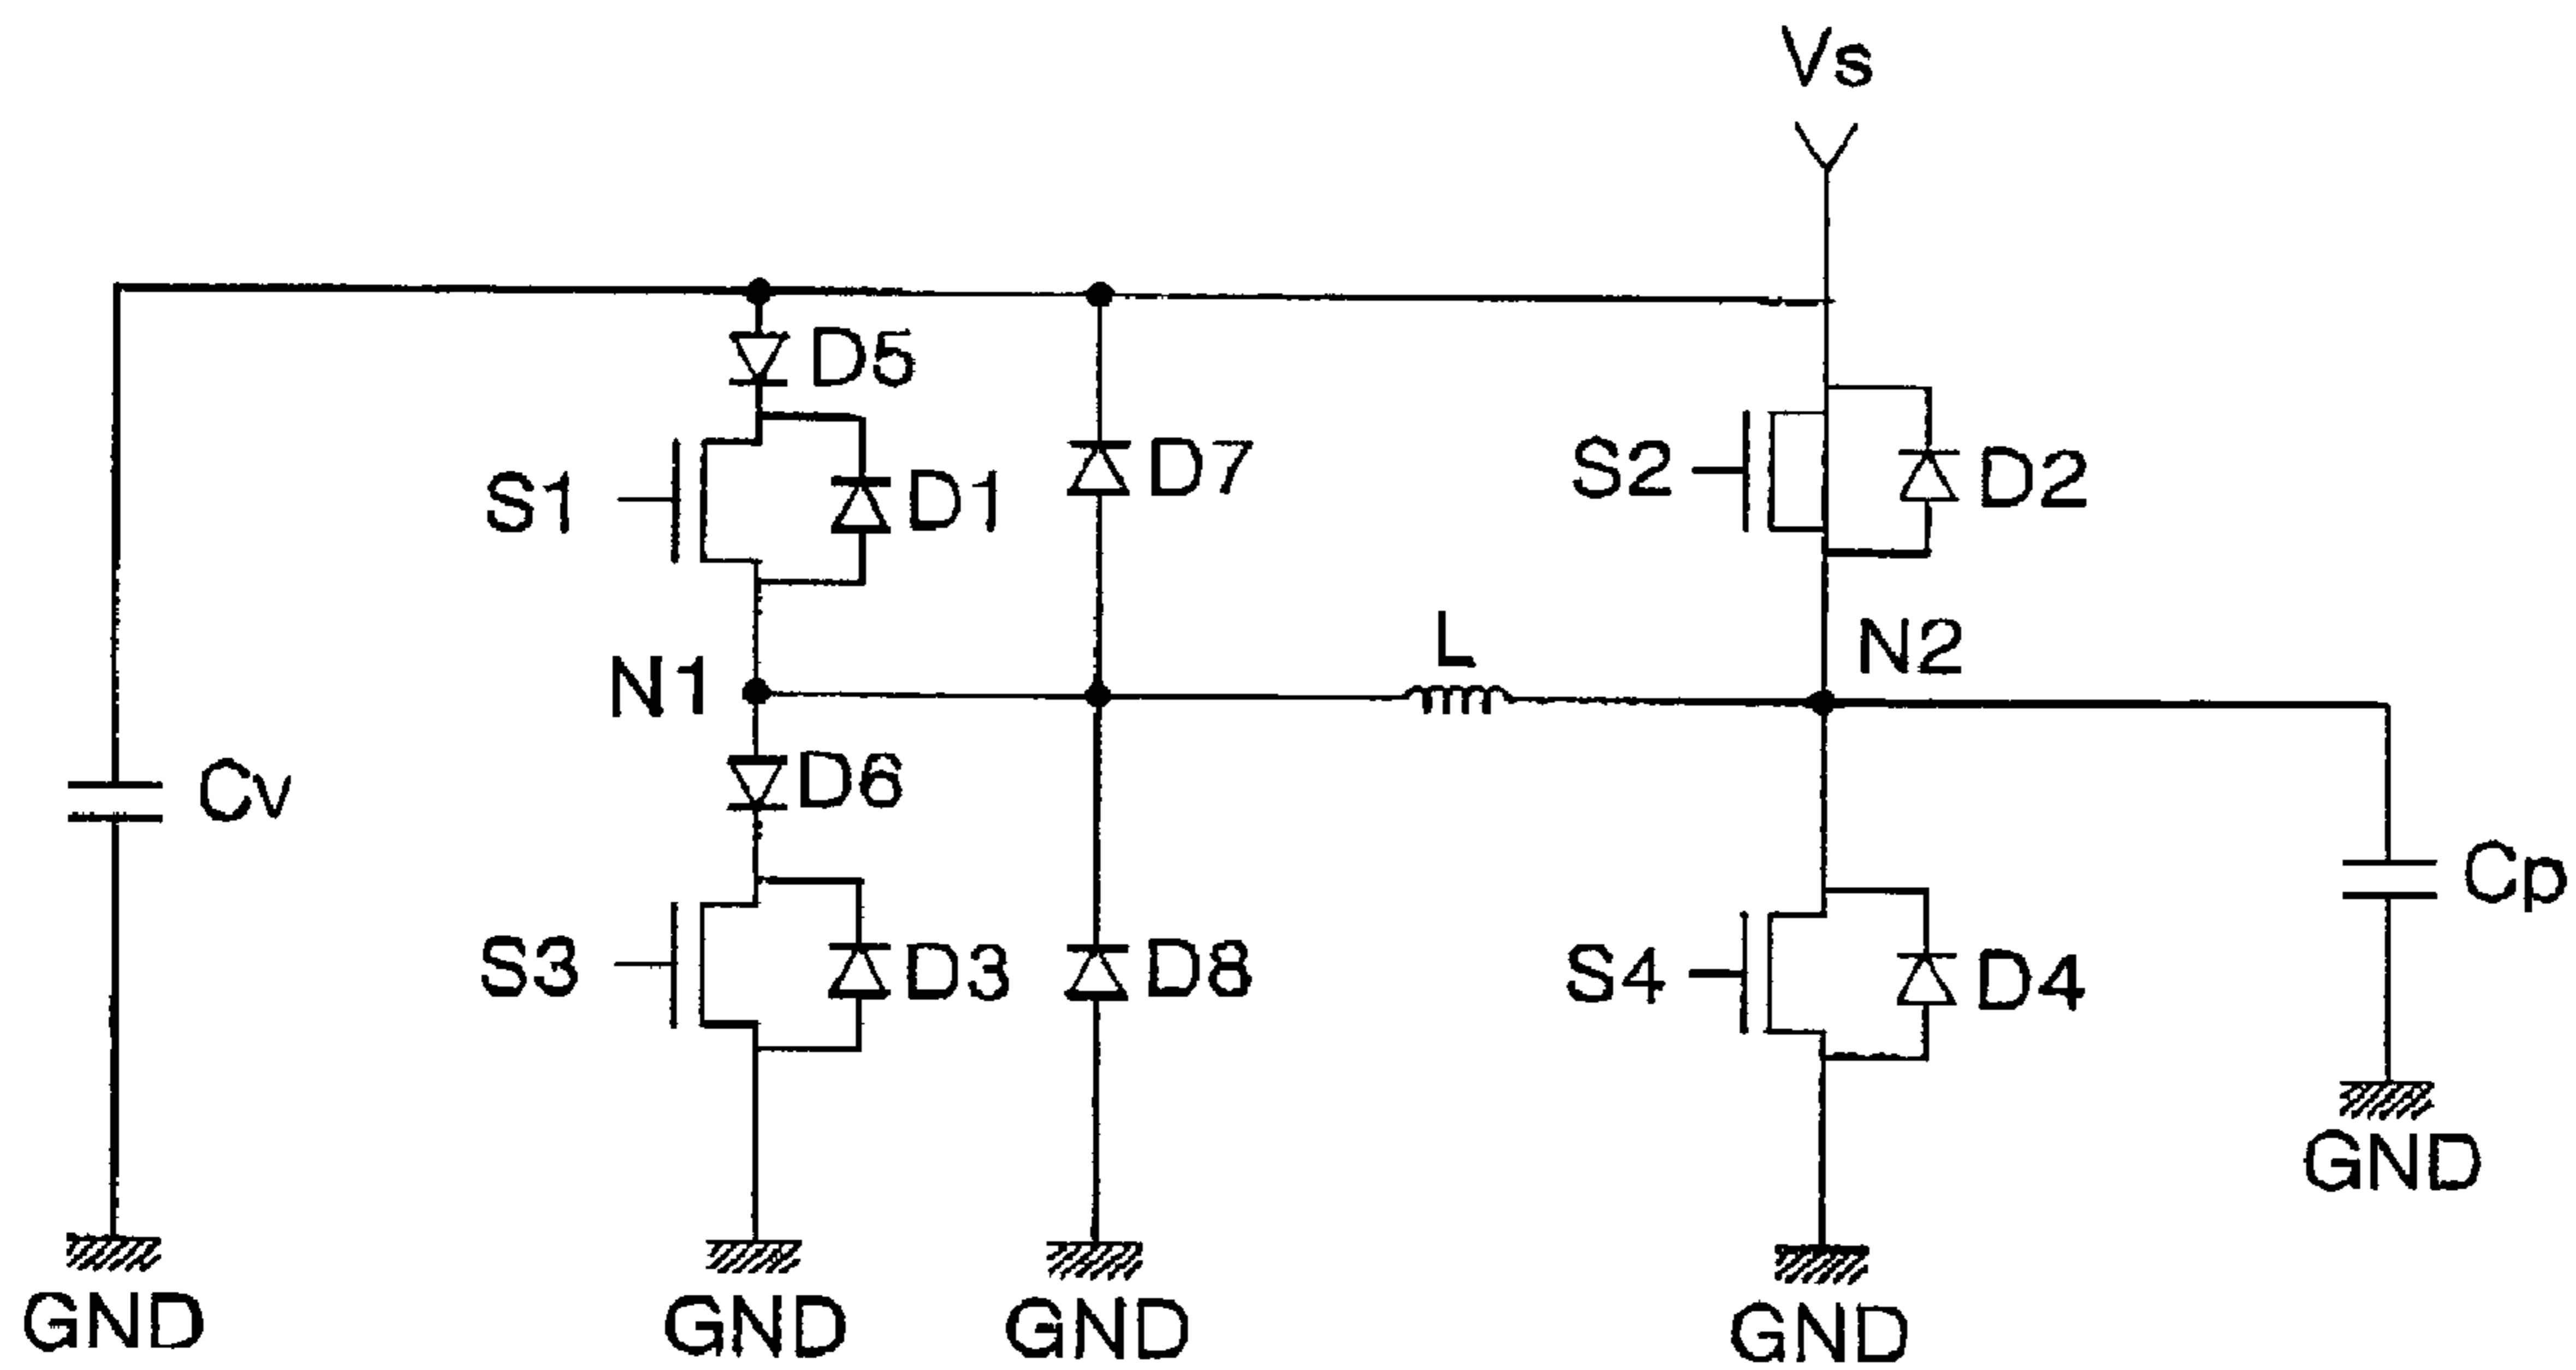 Vs
D5
S1
D1
D7
S2
D2
N1
L
N2
Cv
D6
Cp
S3
D3
D8
S4
D4
GND
GND
GND
GND
GND